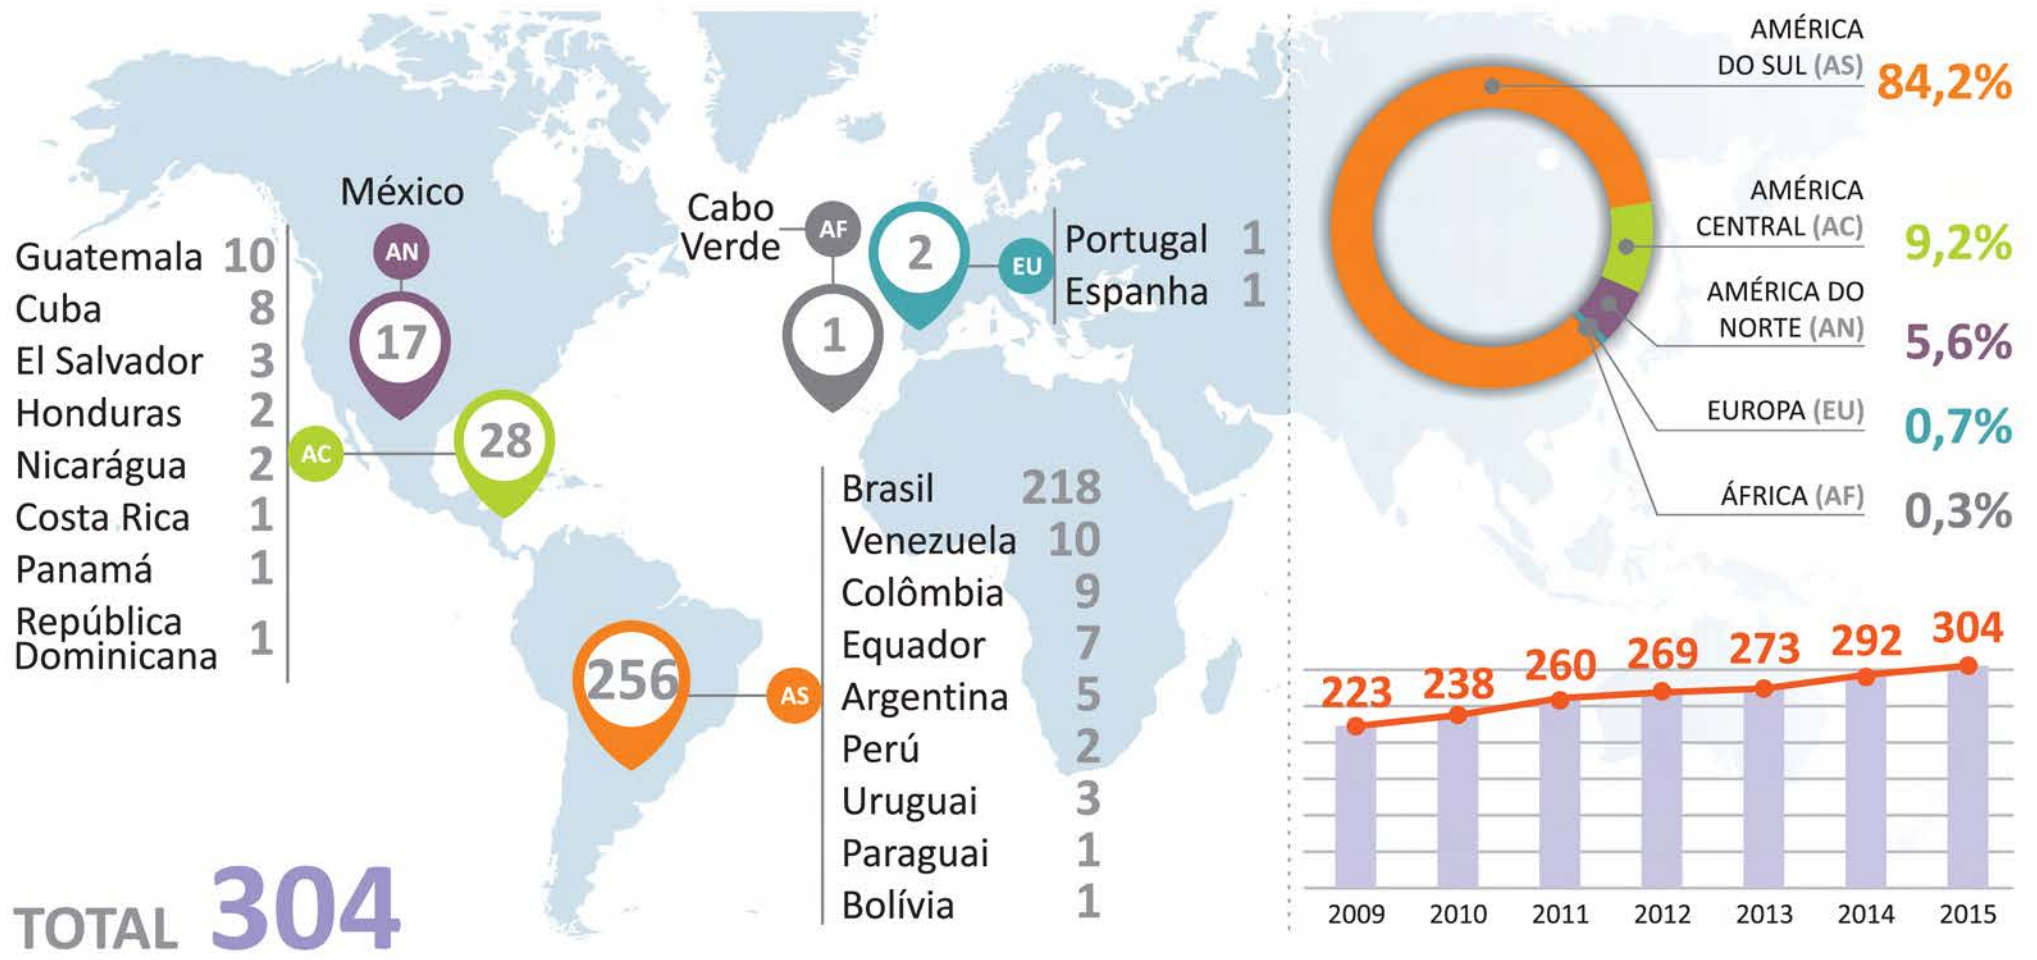 México
AN
17
Guatemala 10
Cuba 8
El Salvador 3
Honduras 2
Nicarágua 2
Costa Rica 1
Panamá 1
República
Dominicana 1
AC
28
Cabo
Verde
AF
1
2
EU
Portugal 1
Espanha 1
256
AS
Brasil 218
Venezuela 10
Colômbia 9
Equador 7
Argentina 5
Perú 2
Uruguai 3
Paraguai 1
Bolívia 1
TOTAL 304
AMÉRICA
DO SUL (AS) 84,2%
AMÉRICA
CENTRAL (AC) 9,2%
AMÉRICA DO
NORTE (AN) 5,6%
EUROPA (EU) 0,7%
ÁFRICA (AF) 0,3%
223 238 260 269 273 292 304
2009 2010 2011 2012 2013 2014 2015